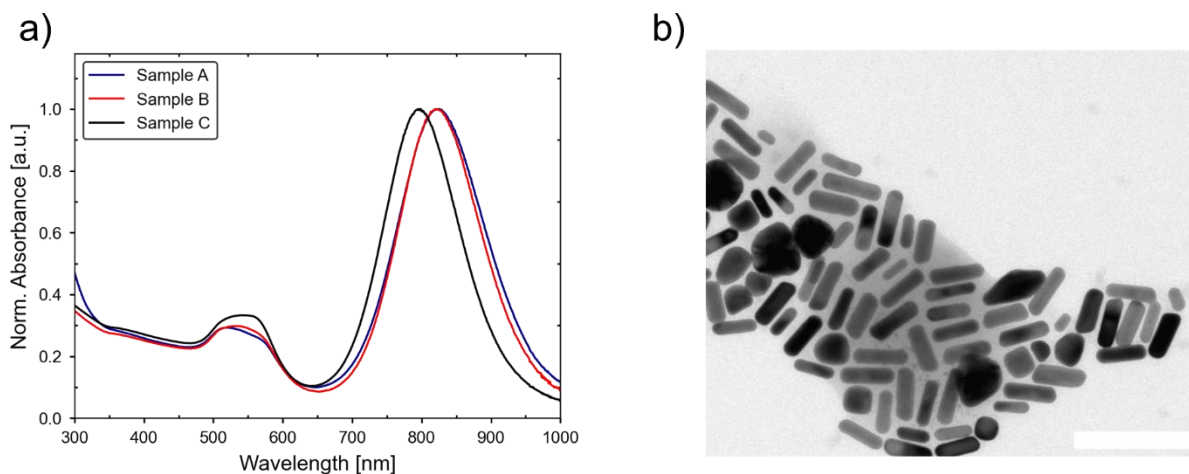 a)
b)
Sample A
Sample B
Sample C
Norm. Absorbance [a.u.]
1.0
0.8
0.6
0.4
0.2
0.0
300
400
500
600
700
800
900
1000
Wavelength [nm]